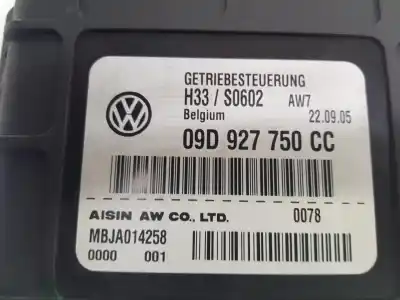 GETRIEBESTEUERUNG
H33 / S0602 AW7
Belgium 22.09.05
09D 927 750 CC
AISIN AW CO., LTD. 0078
MBJA014258
0000 001